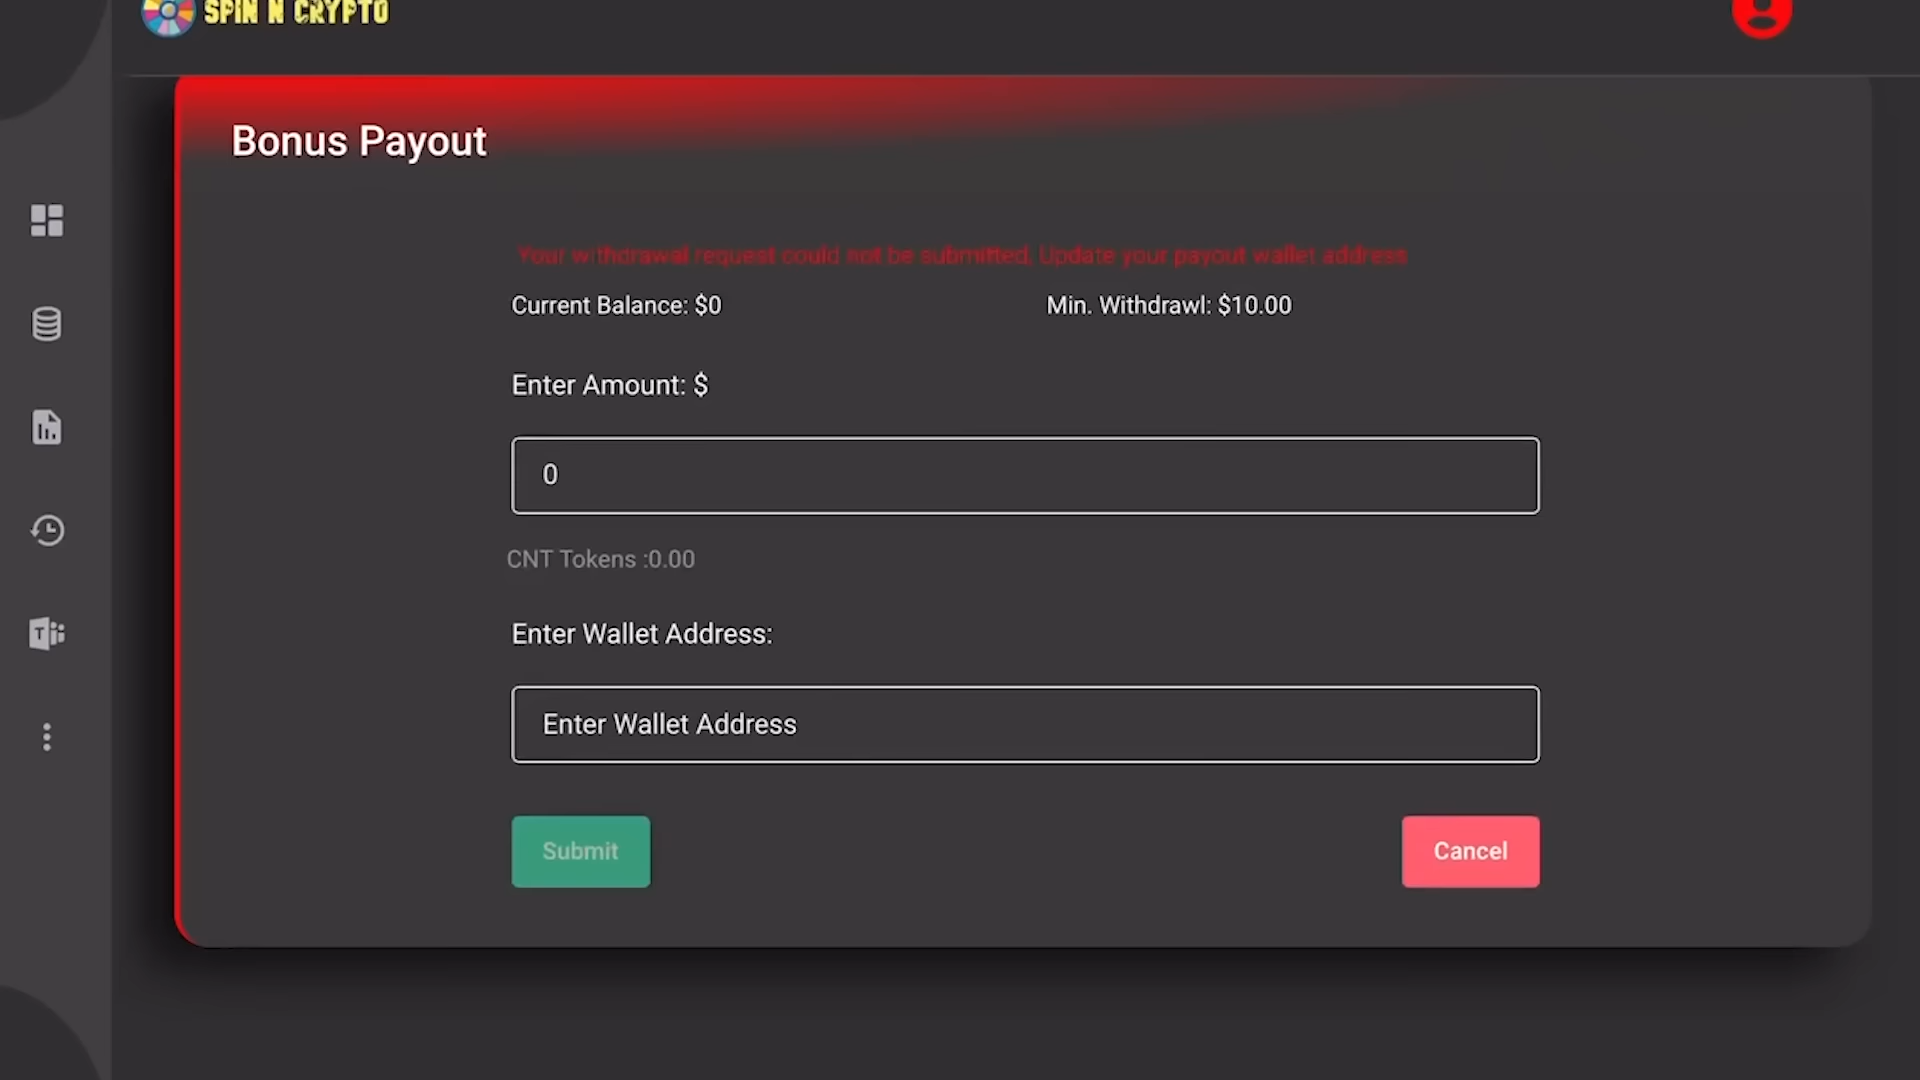 SPIN N CRYPTO
Bonus Payout
Your withdrawal request could not be submitted, Update your payout wallet address
Current Balance: $0
Min. Withdrawl: $10.00
Enter Amount: $
0
CNT Tokens :0.00
Enter Wallet Address:
Enter Wallet Address
Submit
Cancel